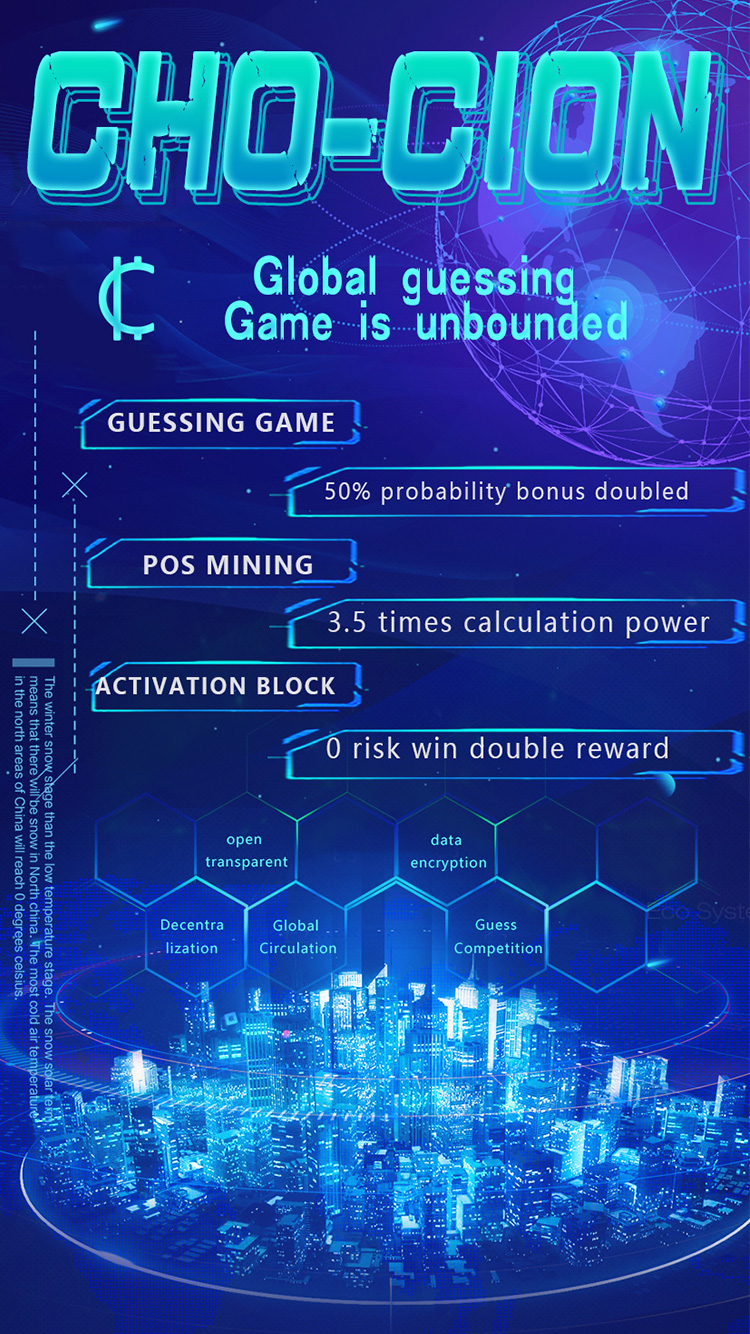 CHO-CION
₵
Global guessing
Game is unbounded
GUESSING GAME
50% probability bonus doubled
POS MINING
3.5 times calculation power
ACTIVATION BLOCK
0 risk win double reward
open
transparent
data
encryption
Decentra
lization
Global
Circulation
Guess
Competition
Eco Syste
The winter snow stage than the low temperature stage. The snow solar term
means that there will be snow in North china. The most cold air temperature
in the north areas of China will reach 0 degrees celsius.